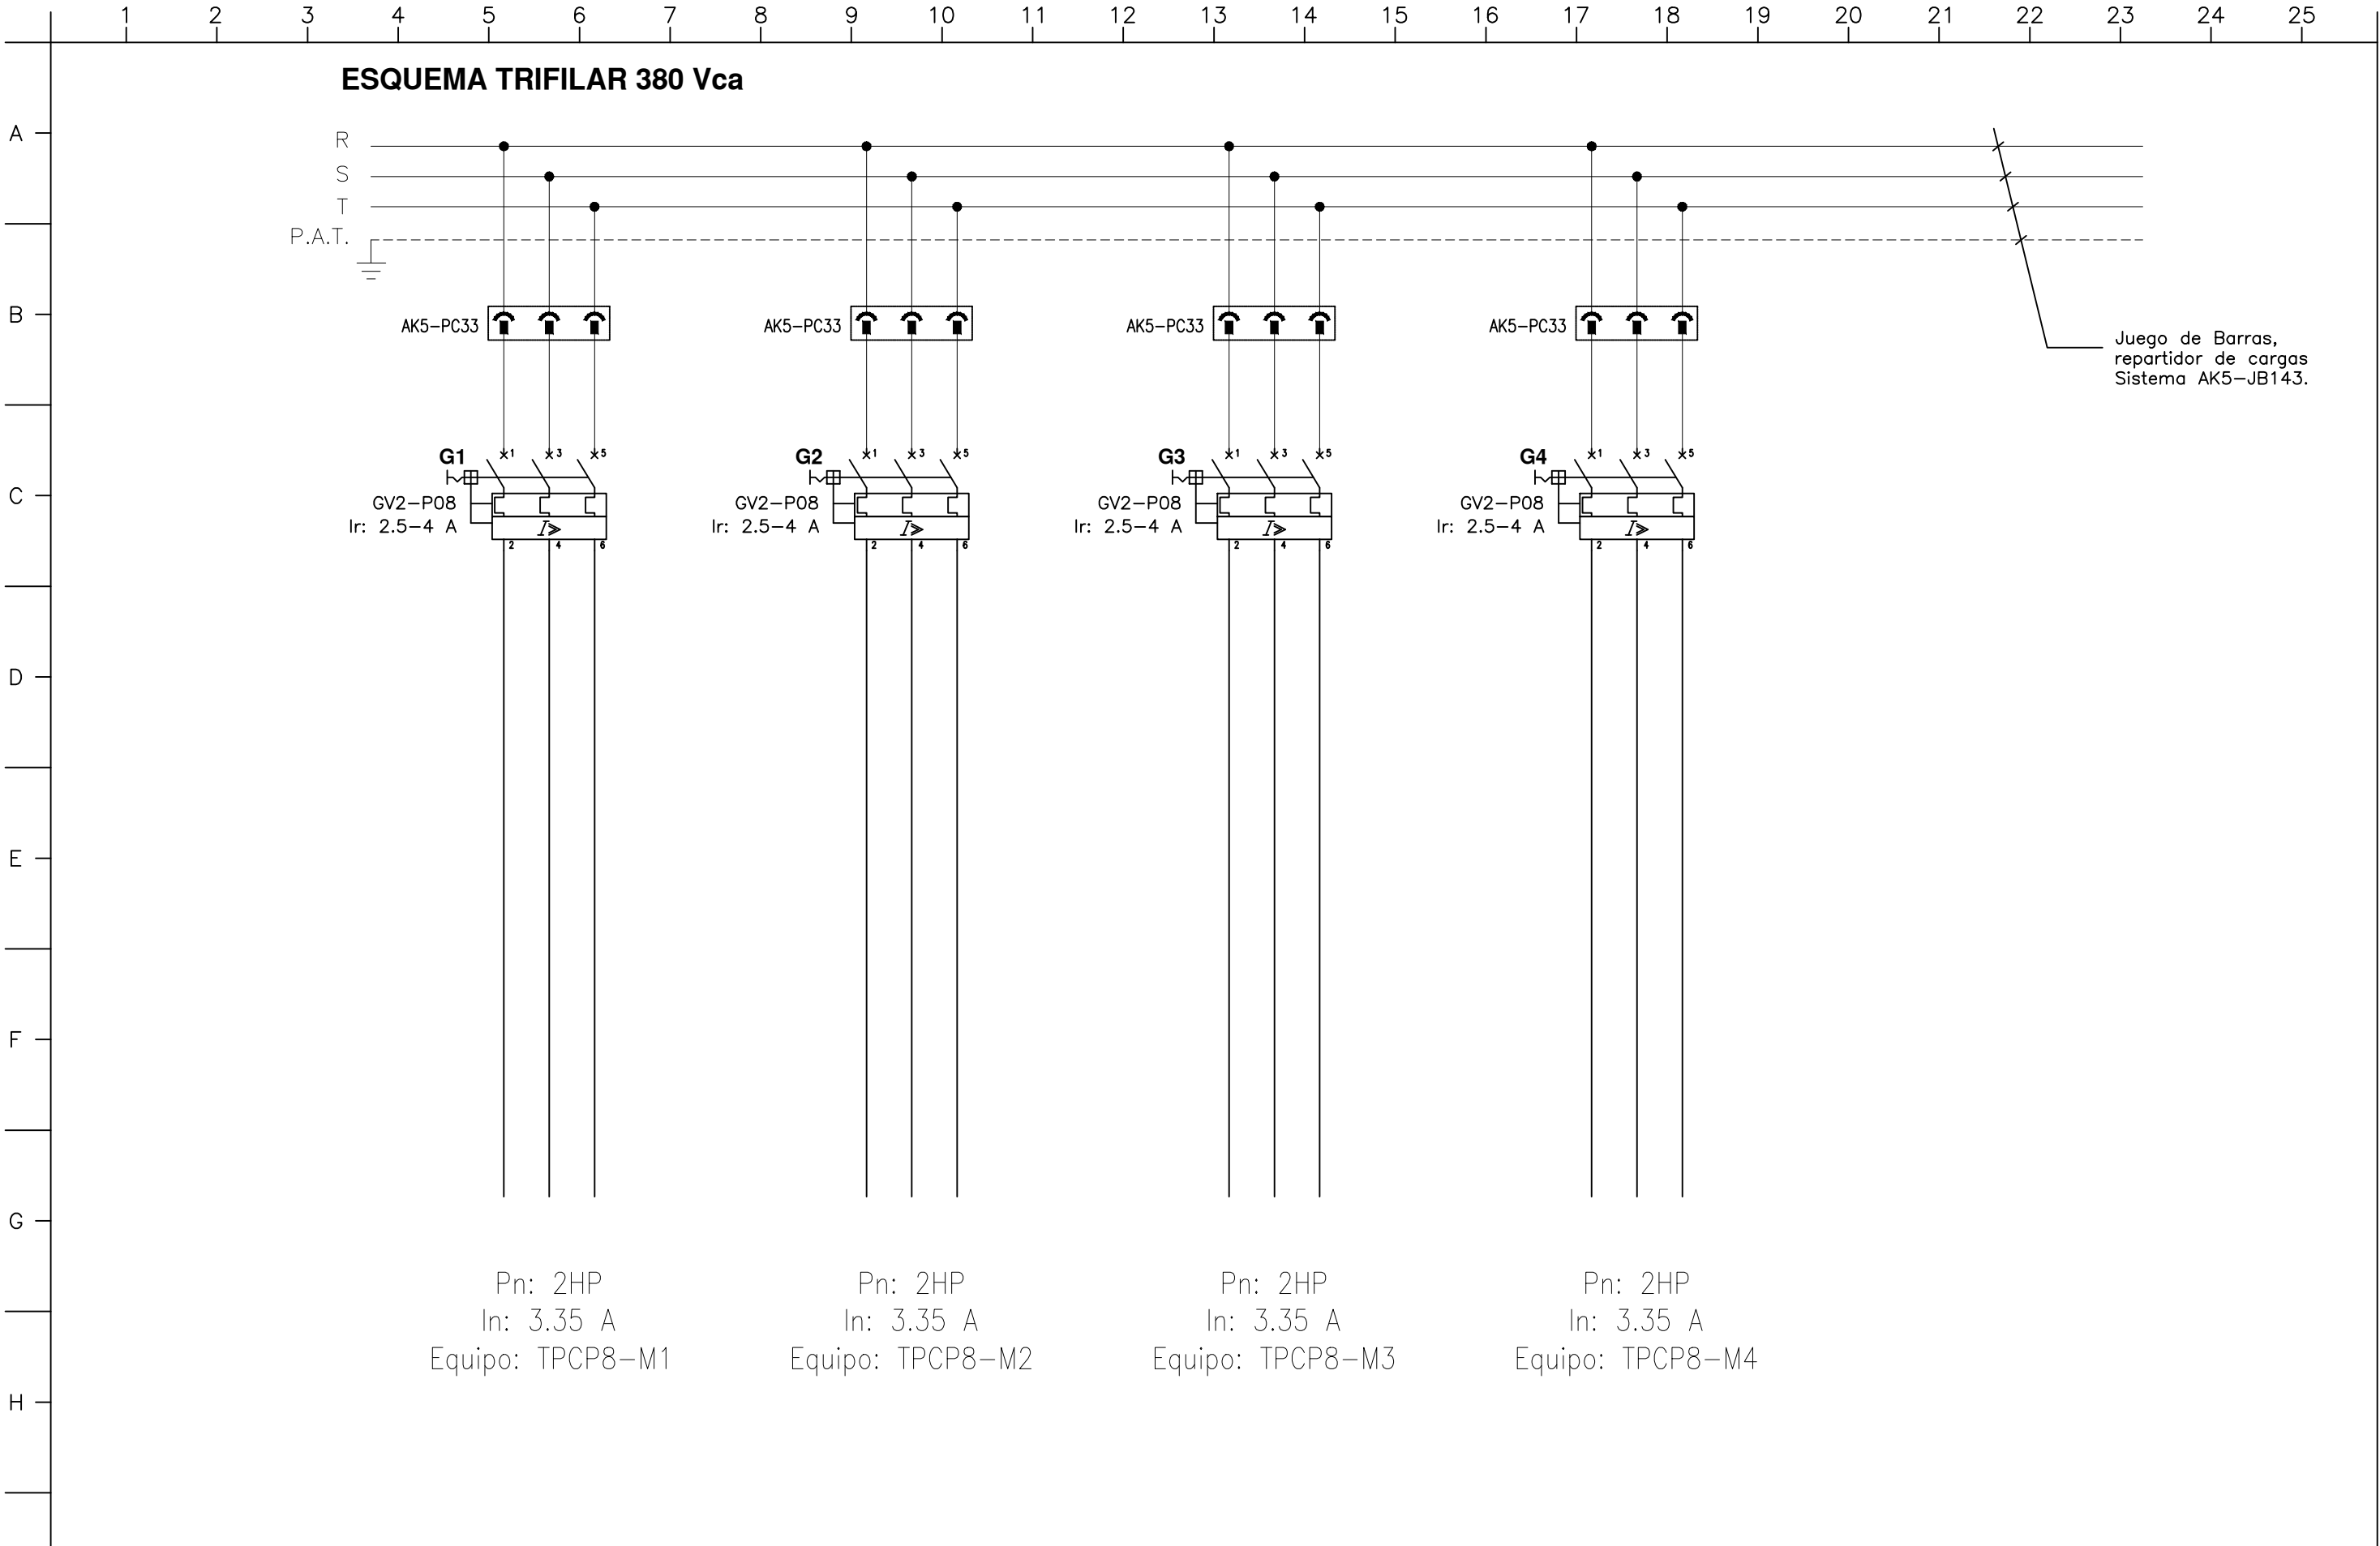 1 2 3 4 5 6 7 8 9 10 11 12 13 14 15 16 17 18 19 20 21 22 23 24 25
ESQUEMA TRIFILAR 380 Vca
A
R
S
T
P.A.T.
B
AK5-PC33 AK5-PC33 AK5-PC33 AK5-PC33
Juego de Barras,
repartidor de cargas
Sistema AK5-JB143.
G1 1 3 5 G2 1 3 5 G3 1 3 5 G4 1 3 5
C
GV2-P08 GV2-P08 GV2-P08 GV2-P08
Ir: 2.5-4 A I> Ir: 2.5-4 A I> Ir: 2.5-4 A I> Ir: 2.5-4 A I>
2 4 6 2 4 6 2 4 6 2 4 6
D
E
F
G
Pn: 2HP Pn: 2HP Pn: 2HP Pn: 2HP
In: 3.35 A In: 3.35 A In: 3.35 A In: 3.35 A
Equipo: TPCP8-M1 Equipo: TPCP8-M2 Equipo: TPCP8-M3 Equipo: TPCP8-M4
H